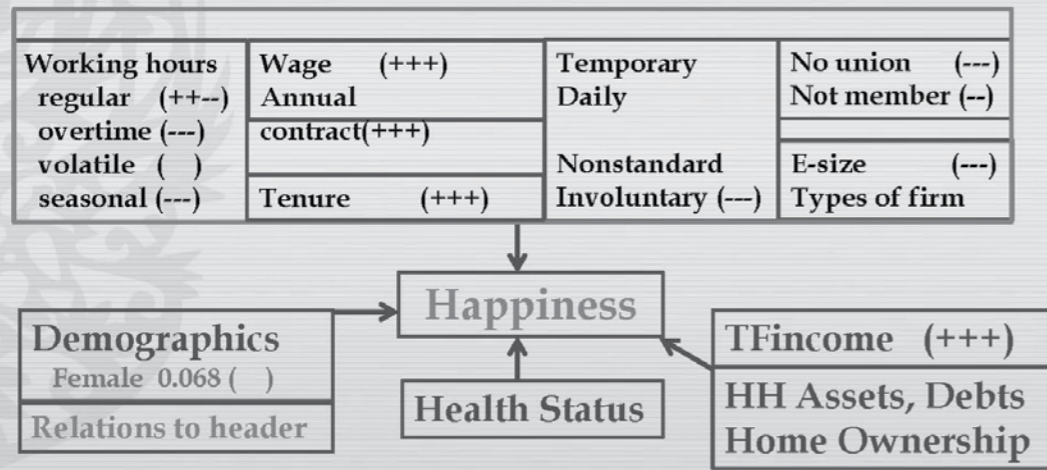 Working hours
regular (++--)
overtime (---)
volatile ( )
seasonal (---)
Wage (+++)
Annual
contract(+++)
Tenure (+++)
Temporary
Daily
Nonstandard
Involuntary (---)
No union (---)
Not member (--)
E-size (---)
Types of firm
Happiness
Demographics
Female 0.068 ( )
Relations to header
Health Status
TFincome (+++)
HH Assets, Debts
Home Ownership